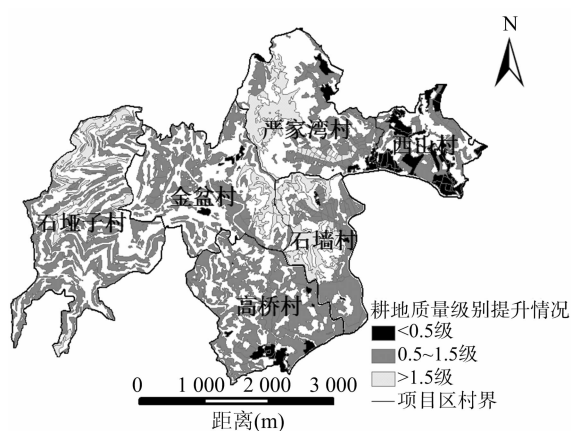 N
严家湾村
西山村
金盆村
石垭子村
石墙村
高桥村
耕地质量级别提升情况
<0.5级
0.5~1.5级
>1.5级
项目区村界
0 1 000 2 000 3 000
距离(m)